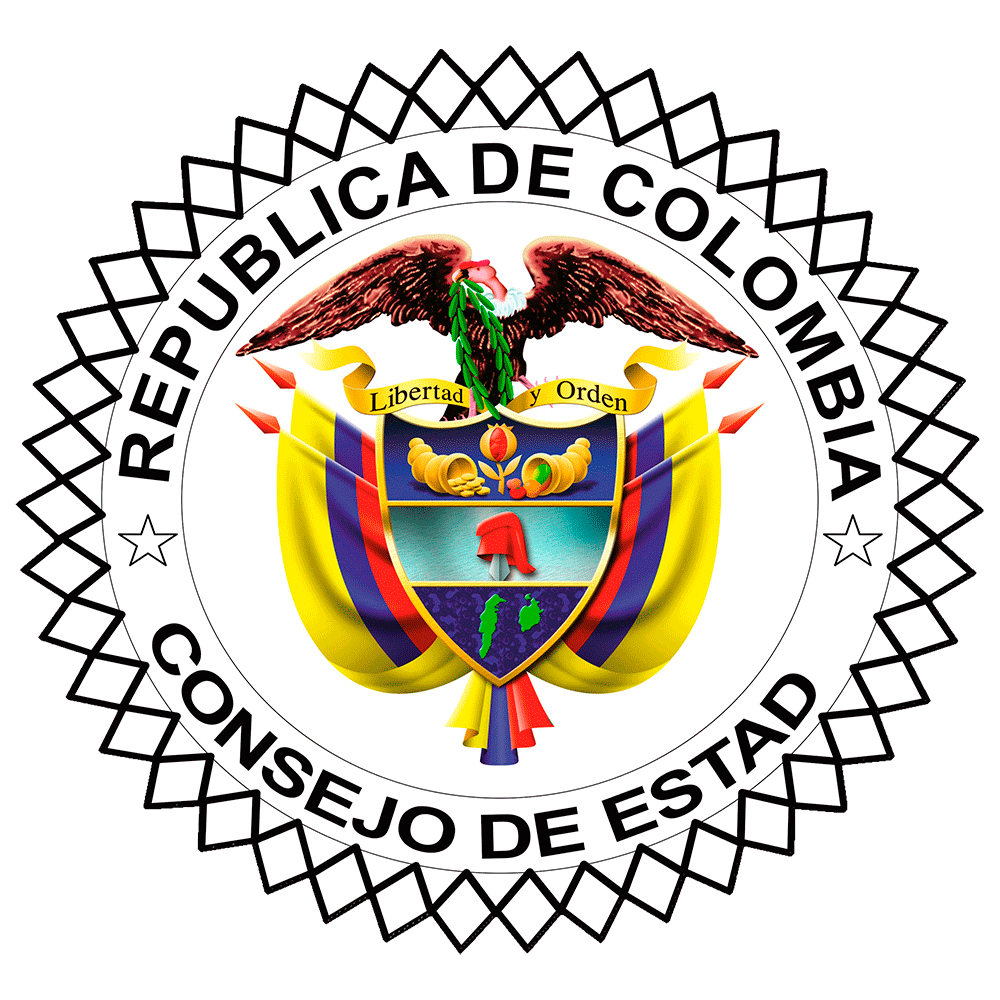 REPUBLICA DE COLOMBIA
Libertad y Orden
CONSEJO DE ESTAD